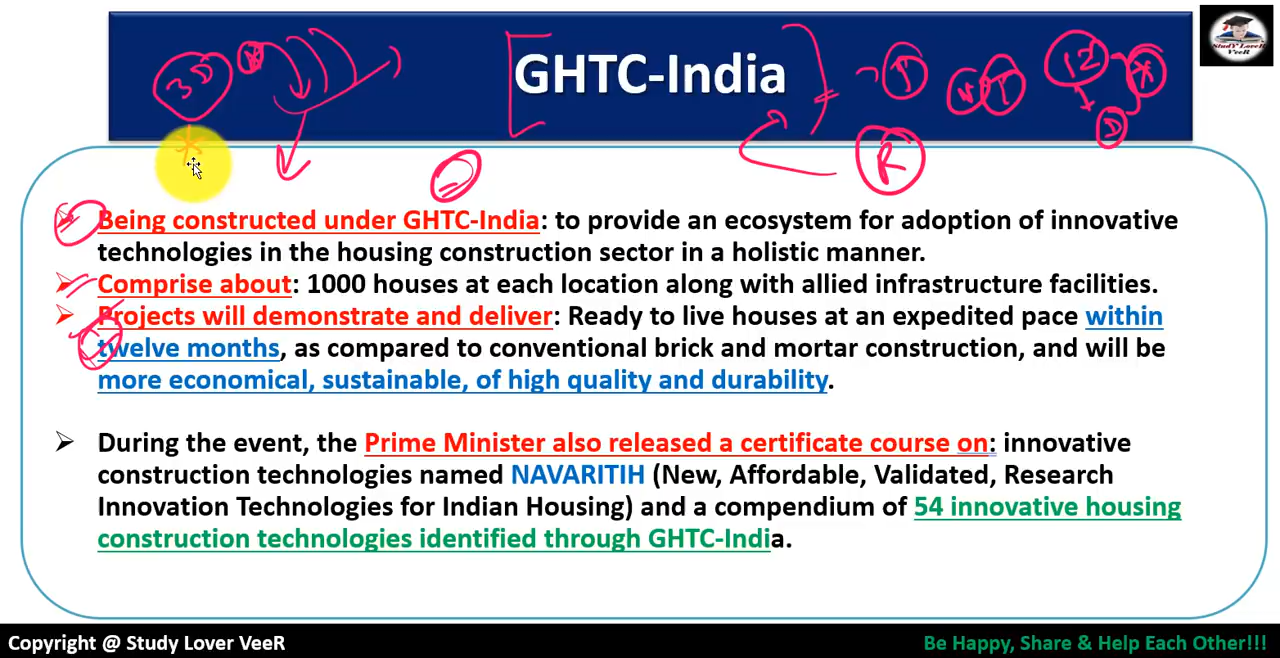 GHTC-India
35
12
R
D
StudY LoveR
VeeR
Being constructed under GHTC-India: to provide an ecosystem for adoption of innovative
technologies in the housing construction sector in a holistic manner.
Comprise about: 1000 houses at each location along with allied infrastructure facilities.
Projects will demonstrate and deliver: Ready to live houses at an expedited pace within
twelve months, as compared to conventional brick and mortar construction, and will be
more economical, sustainable, of high quality and durability.
During the event, the Prime Minister also released a certificate course on: innovative
construction technologies named NAVARITIH (New, Affordable, Validated, Research
Innovation Technologies for Indian Housing) and a compendium of 54 innovative housing
construction technologies identified through GHTC-India.
Copyright @ Study Lover VeeR
Be Happy, Share & Help Each Other!!!